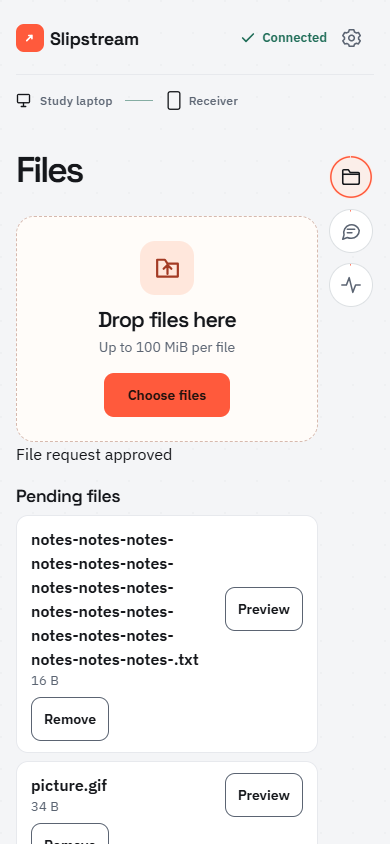 Slipstream
Connected
Study laptop
Receiver
Files
Drop files here
Up to 100 MiB per file
Choose files
File request approved
Pending files
notes-notes-notes-
notes-notes-notes-
notes-notes-notes-
notes-notes-notes-
notes-notes-notes-
notes-notes-notes-.txt
16 B
Preview
Remove
picture.gif
34 B
Preview
Remove